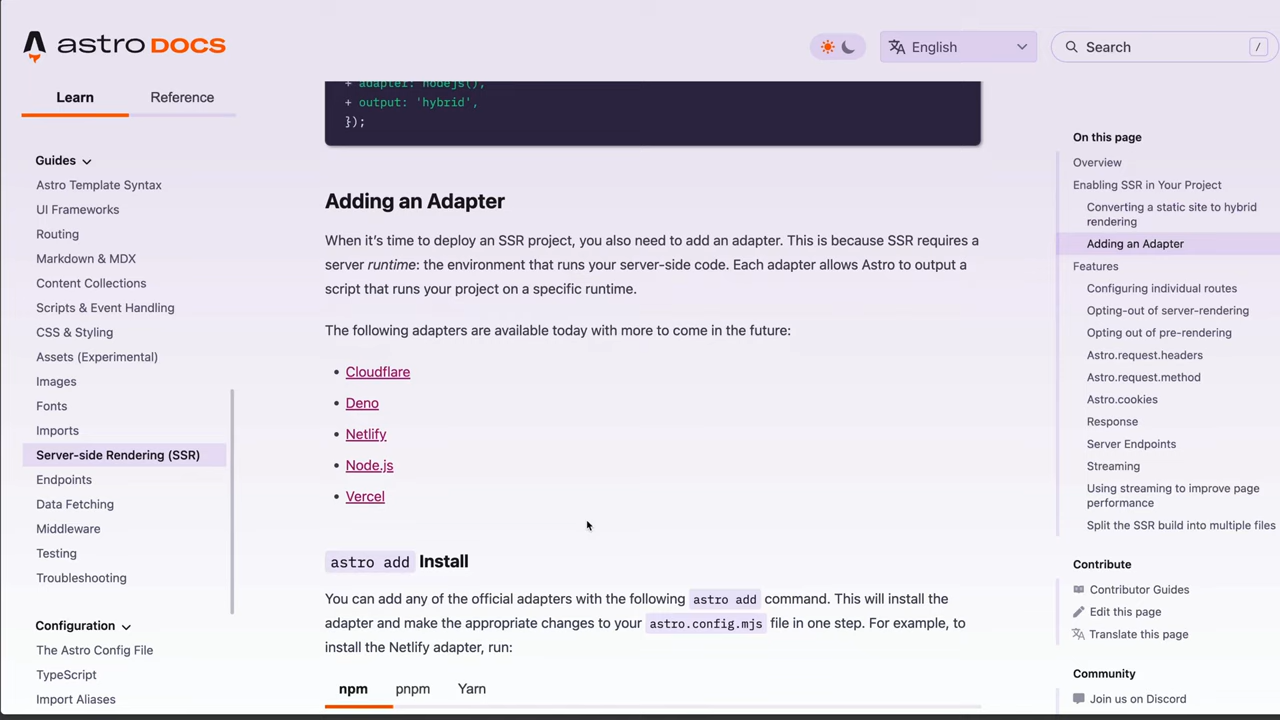 astro DOCS
English
Search
/
Learn
Reference
Guides
Astro Template Syntax
UI Frameworks
Routing
Markdown & MDX
Content Collections
Scripts & Event Handling
CSS & Styling
Assets (Experimental)
Images
Fonts
Imports
Server-side Rendering (SSR)
Endpoints
Data Fetching
Middleware
Testing
Troubleshooting
Configuration
The Astro Config File
TypeScript
Import Aliases
+ adapter: nodejs(),
+ output: 'hybrid',
});
Adding an Adapter
When it's time to deploy an SSR project, you also need to add an adapter. This is because SSR requires a
server runtime: the environment that runs your server-side code. Each adapter allows Astro to output a
script that runs your project on a specific runtime.
The following adapters are available today with more to come in the future:
• Cloudflare
• Deno
• Netlify
• Node.js
• Vercel
astro add Install
You can add any of the official adapters with the following astro add command. This will install the
adapter and make the appropriate changes to your astro.config.mjs file in one step. For example, to
install the Netlify adapter, run:
npm pnpm Yarn
On this page
Overview
Enabling SSR in Your Project
Converting a static site to hybrid
rendering
Adding an Adapter
Features
Configuring individual routes
Opting-out of server-rendering
Opting out of pre-rendering
Astro.request.headers
Astro.request.method
Astro.cookies
Response
Server Endpoints
Streaming
Using streaming to improve page
performance
Split the SSR build into multiple files
Contribute
Contributor Guides
Edit this page
Translate this page
Community
Join us on Discord